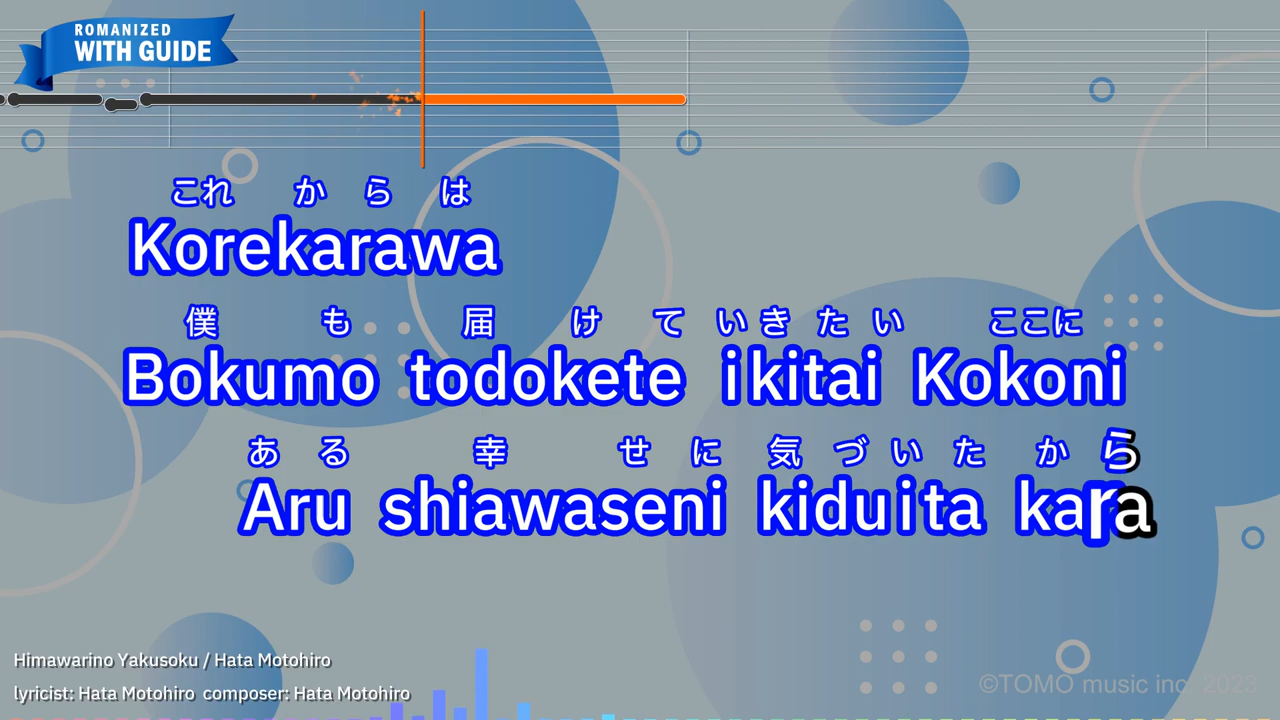 ROMANIZED
WITH GUIDE
これ か ら は
Korekarawa
僕 も 届 け て い き た い ここに
Bokumo todokete ikitai Kokoni
あ る 幸 せ に 気 づ い た か ら
Aru shiawaseni kiduita kara
Himawarino Yakusoku / Hata Motohiro
lyricist: Hata Motohiro composer: Hata Motohiro
©TOMO music inc. 2023